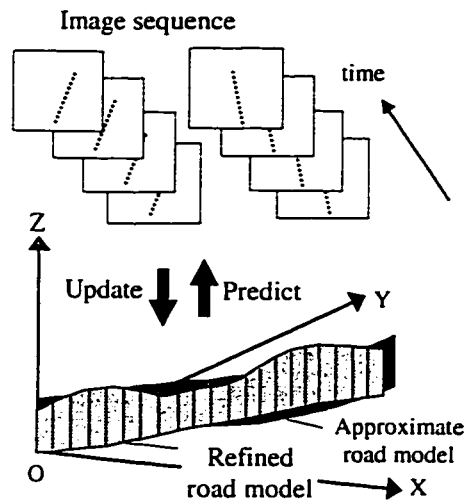 Image sequence
time
Z
Update
Predict
Y
Approximate
road model
O
Refined
road model
X